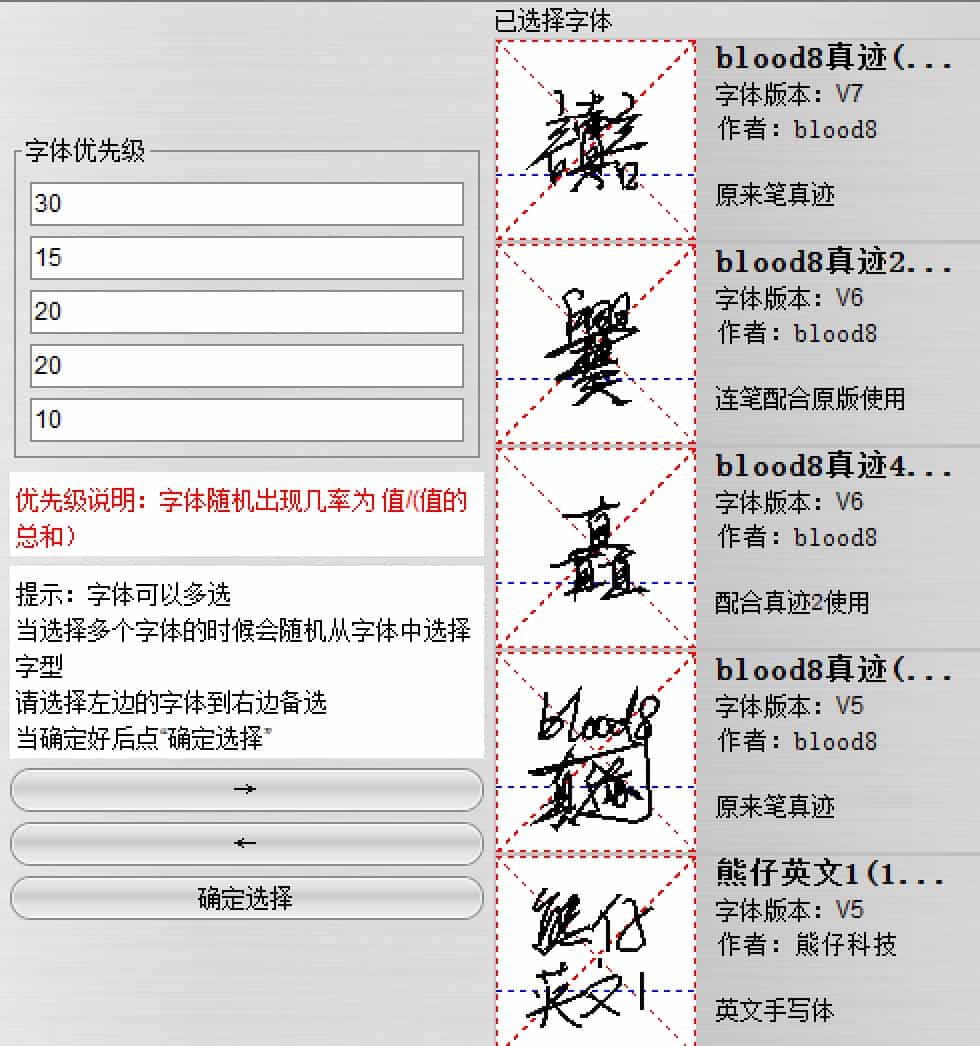 字体优先级
30
15
20
20
10
优先级说明：字体随机出现几率为 值/(值的
总和）
提示：字体可以多选
当选择多个字体的时候会随机从字体中选择
字型
请选择左边的字体到右边备选
当确定好后点“确定选择”
→
←
确定选择
已选择字体
blood8真迹(...
字体版本：V7
作者：blood8
原来笔真迹
blood8真迹2...
字体版本：V6
作者：blood8
连笔配合原版使用
矗
blood8真迹4...
字体版本：V6
作者：blood8
配合真迹2使用
blood8
真迹
blood8真迹(...
字体版本：V5
作者：blood8
原来笔真迹
熊仔
英文1
熊仔英文1(1...
字体版本：V5
作者：熊仔科技
英文手写体